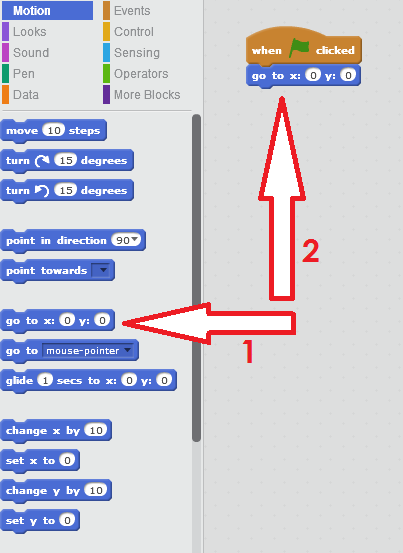 Motion
Looks
Sound
Pen
Data
Events
Control
Sensing
Operators
More Blocks
move 10 steps
turn 15 degrees
turn 15 degrees
point in direction 90
point towards
go to x: 0 y: 0
go to mouse-pointer
glide 1 secs to x: 0 y: 0
change x by 10
set x to 0
change y by 10
set y to 0
when clicked
go to x: 0 y: 0
1
2